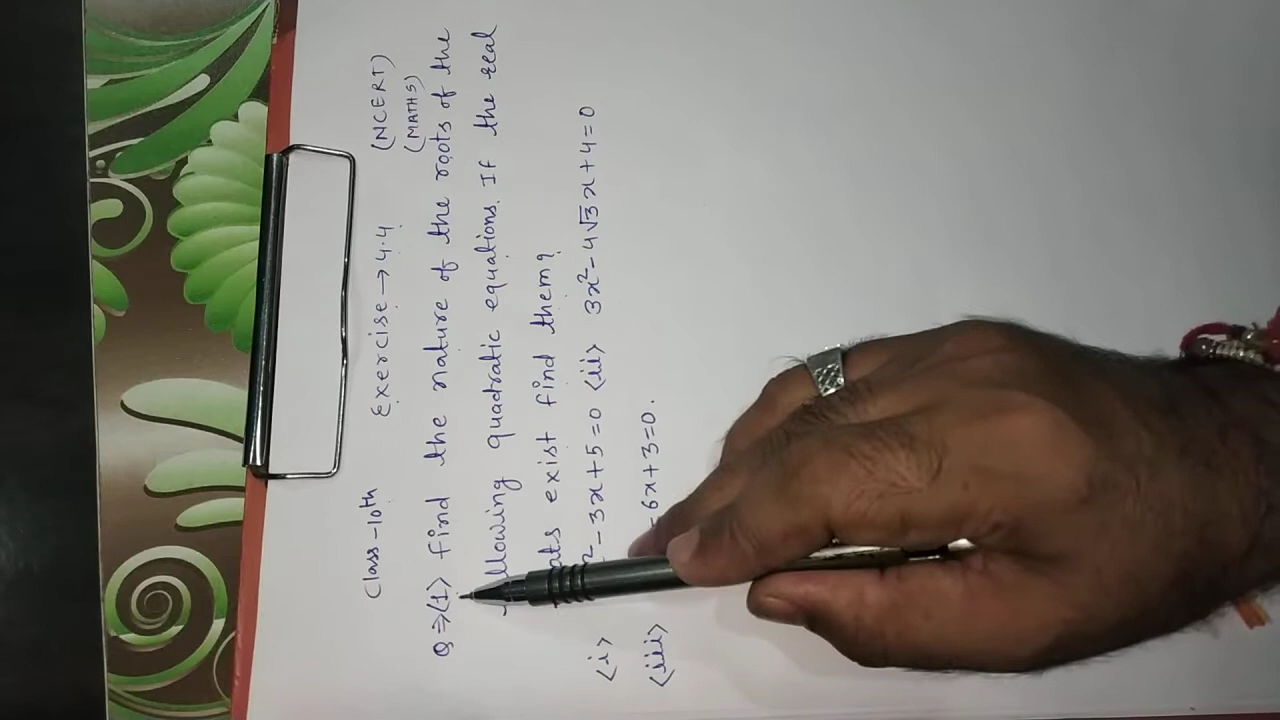 Class-10th Exercise → 4.4 (NCERT)
(MATHS)
Q ⇒ (1) find the nature of the roots of the
llowing quadratic equations. If the real
exist find them?
<i> ²-3x+5=0 <ii> 3x²-4√3x+4=0
<iii> -6x+3=0.